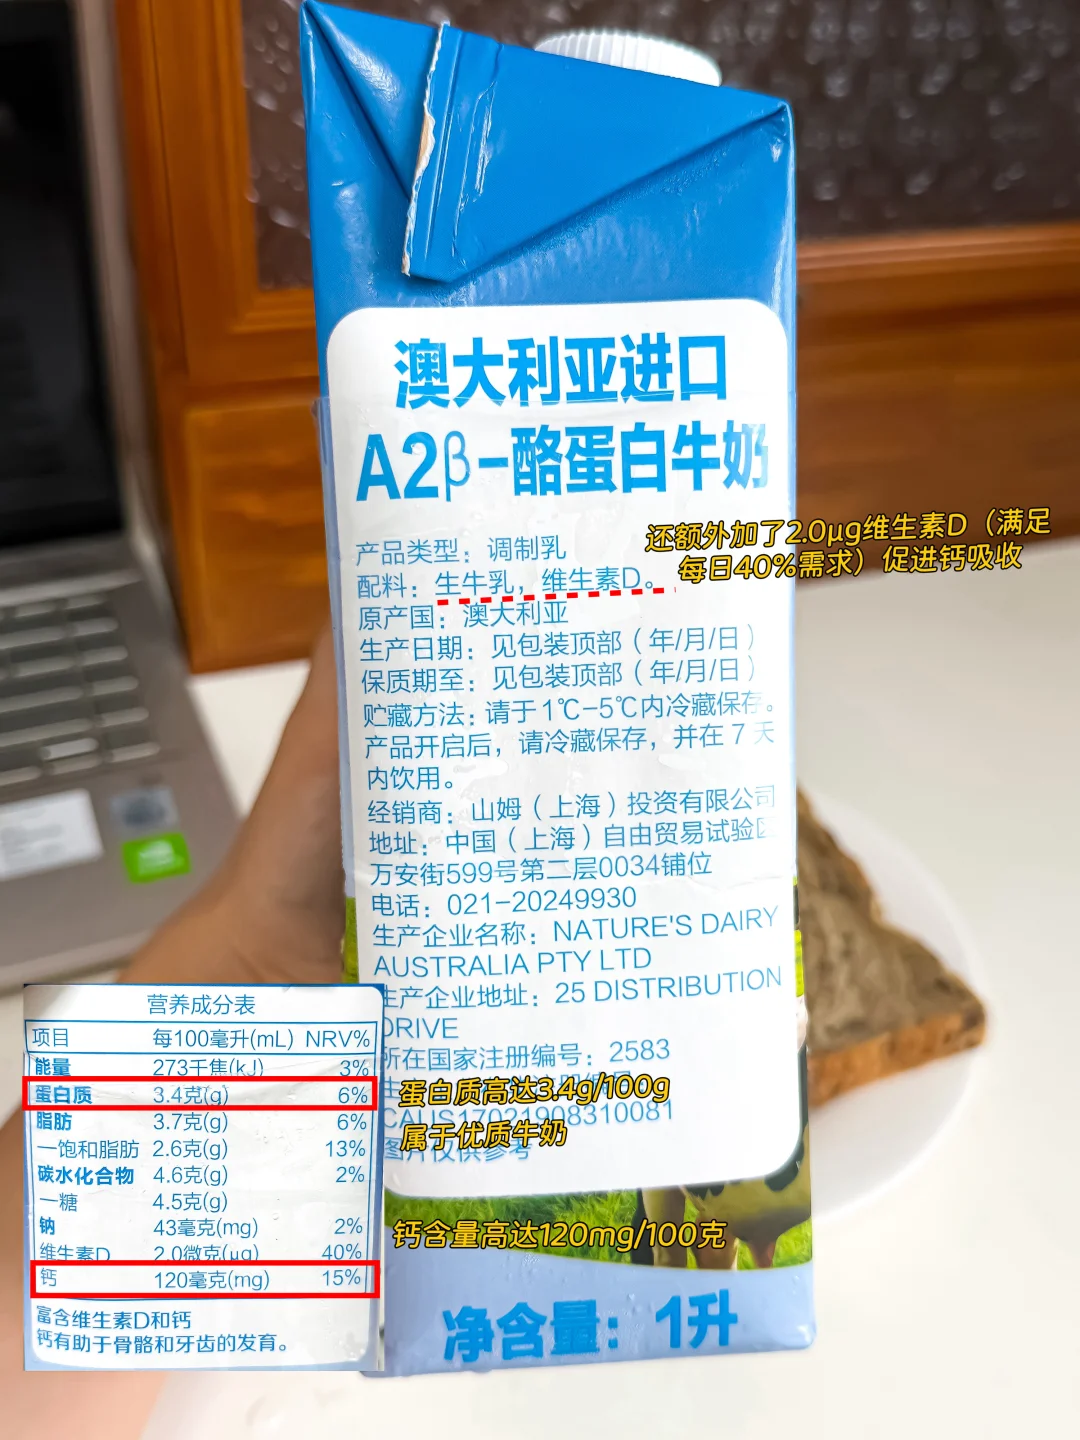 澳大利亚进口
A2β-酪蛋白牛奶
还额外加了2.0μg维生素D（满足
每日40%需求）促进钙吸收
产品类型：调制乳
配料：生牛乳，维生素D。
原产国：澳大利亚
生产日期：见包装顶部（年/月/日）
保质期至：见包装顶部（年/月/日）
贮藏方法：请于1℃-5℃内冷藏保存。
产品开启后，请冷藏保存，并在 7 天
内饮用。
经销商：山姆（上海）投资有限公司
地址：中国（上海）自由贸易试验区
万安街599号第二层0034铺位
电话：021-20249930
生产企业名称：NATURE'S DAIRY
AUSTRALIA PTY LTD
生产企业地址：25 DISTRIBUTION
DRIVE
所在国家注册编号：2583
CAUS17021908310081
图片仅供参考
蛋白质高达3.4g/100g
属于优质牛奶
钙含量高达120mg/100克
净含量：1升
营养成分表
项目 每100毫升(mL) NRV%
能量 273千焦(kJ) 3%
蛋白质 3.4克(g) 6%
脂肪 3.7克(g) 6%
—饱和脂肪 2.6克(g) 13%
碳水化合物 4.6克(g) 2%
—糖 4.5克(g)
钠 43毫克(mg) 2%
维生素D 2.0微克(μg) 40%
钙 120毫克(mg) 15%
富含维生素D和钙
钙有助于骨骼和牙齿的发育。